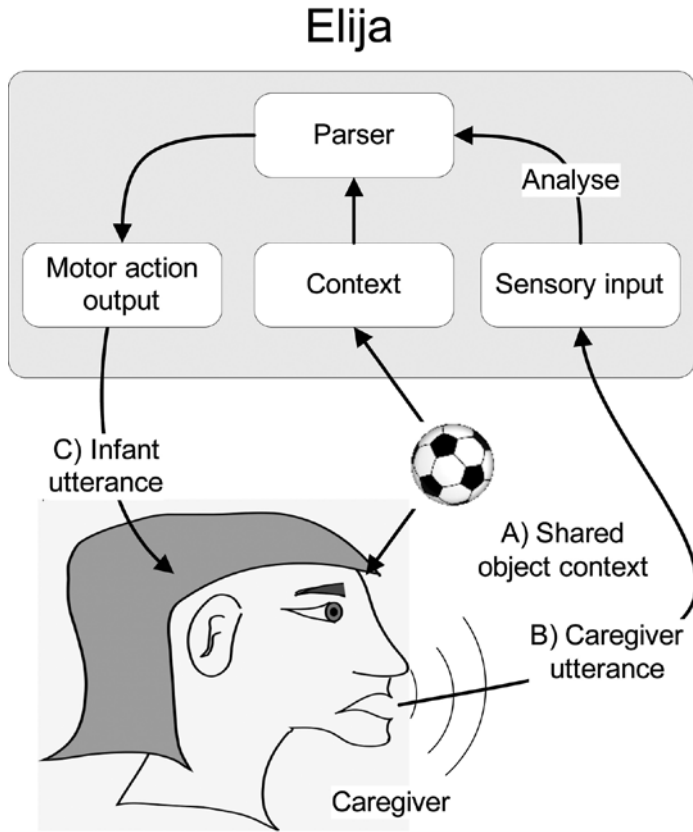 Elija
Parser
Analyse
Motor action
output
Context
Sensory input
C) Infant
utterance
A) Shared
object context
B) Caregiver
utterance
Caregiver